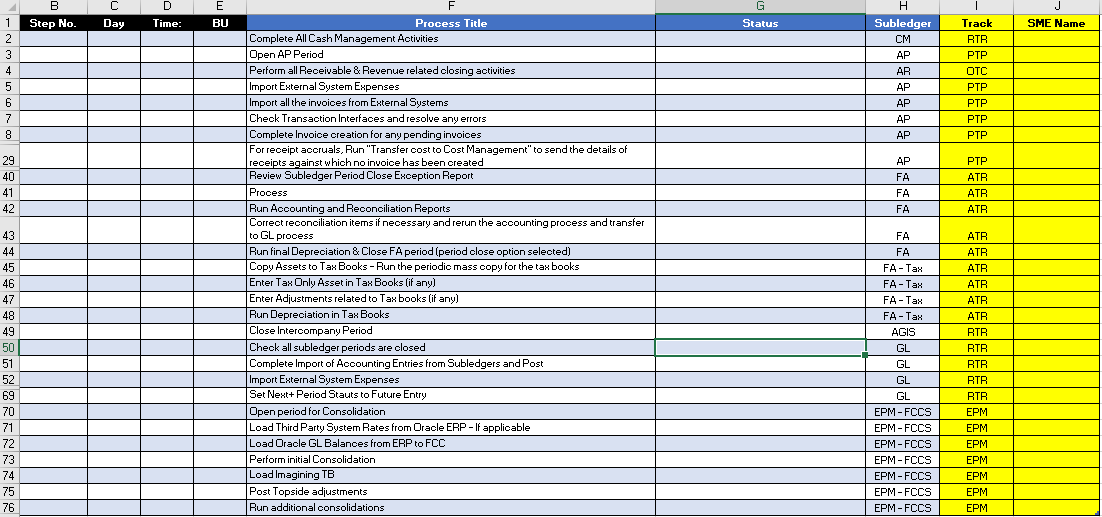 B C D E F G H I J
1 Step No. Day Time: BU Process Title Status Subledger Track SME Name
2 Complete All Cash Management Activities CM RTR
3 Open AP Period AP PTP
4 Perform all Receivable & Revenue related closing activities AR OTC
5 Import External System Expenses AP PTP
6 Import all the invoices from External Systems AP PTP
7 Check Transaction Interfaces and resolve any errors AP PTP
8 Complete Invoice creation for any pending invoices AP PTP
For receipt accruals, Run "Transfer cost to Cost Management" to send the details of
29 receipts against which no invoice has been created AP PTP
40 Review Subledger Period Close Exception Report FA ATR
41 Process FA ATR
42 Run Accounting and Reconciliation Reports FA ATR
Correct reconciliation items if necessary and rerun the accounting process and transfer
43 to GL process FA ATR
44 Run final Depreciation & Close FA period (period close option selected) FA ATR
45 Copy Assets to Tax Books - Run the periodic mass copy for the tax books FA - Tax ATR
46 Enter Tax Only Asset in Tax Books (if any) FA - Tax ATR
47 Enter Adjustments related to Tax books (if any) FA - Tax ATR
48 Run Depreciation in Tax Books FA - Tax ATR
49 Close Intercompany Period AGIS RTR
50 Check all subledger periods are closed GL RTR
51 Complete Import of Accounting Entries from Subledgers and Post GL RTR
52 Import External System Expenses GL RTR
69 Set Next+ Period Stauts to Future Entry GL RTR
70 Open period for Consolidation EPM - FCCS EPM
71 Load Third Party System Rates from Oracle ERP - If applicable EPM - FCCS EPM
72 Load Oracle GL Balances from ERP to FCC EPM - FCCS EPM
73 Perform initial Consolidation EPM - FCCS EPM
74 Load Imagining TB EPM - FCCS EPM
75 Post Topside adjustments EPM - FCCS EPM
76 Run additional consolidations EPM - FCCS EPM